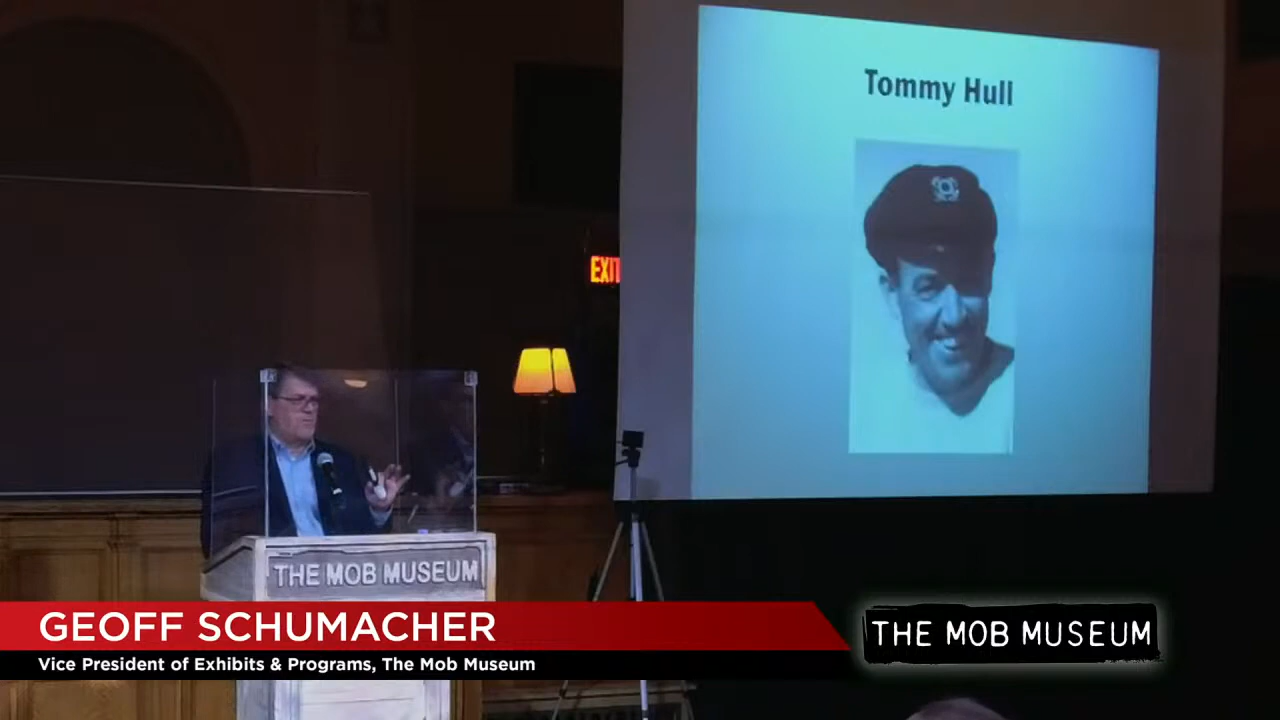 Tommy Hull
EXIT
THE MOB MUSEUM
GEOFF SCHUMACHER
Vice President of Exhibits & Programs, The Mob Museum
THE MOB MUSEUM